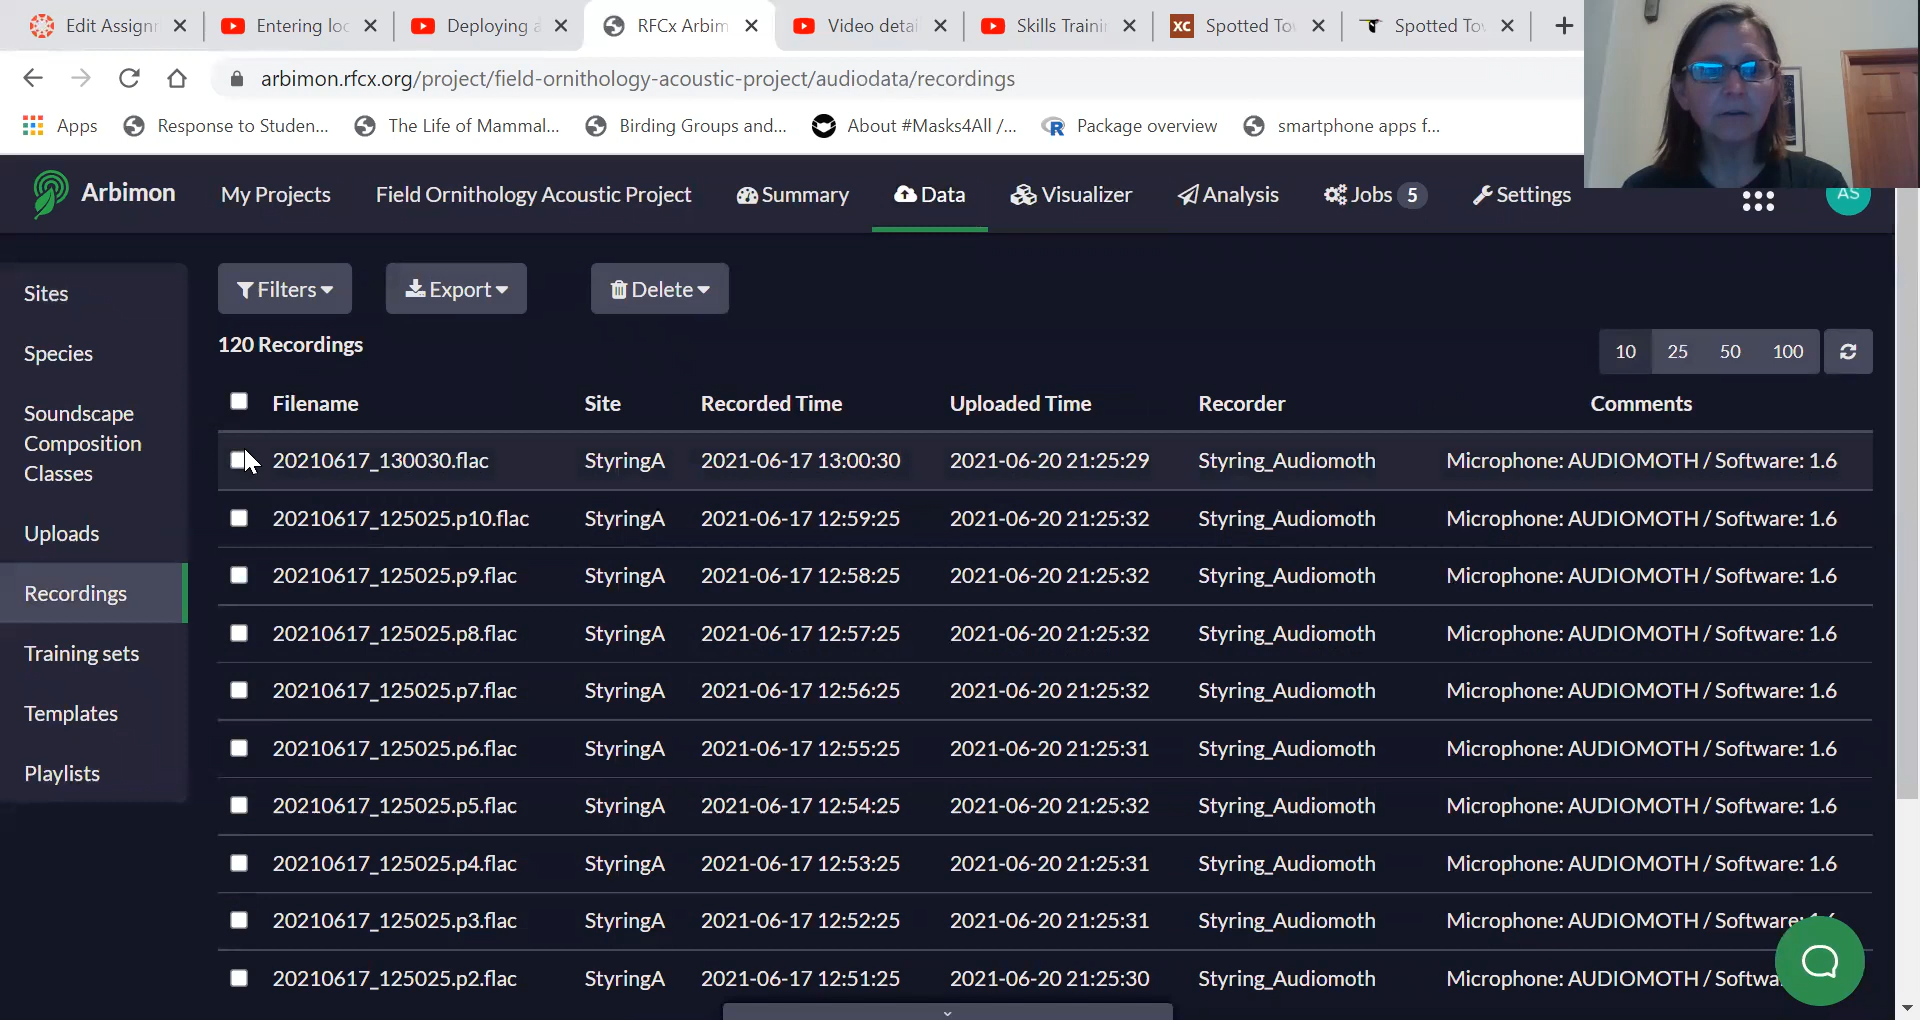 Edit Assignm
Entering loc
Deploying a
RFCx Arbim
Video detai
Skills Trainin
XC Spotted To
Spotted Tow
arbimon.rfcx.org/project/field-ornithology-acoustic-project/audiodata/recordings
Apps
Response to Studen...
The Life of Mammal...
Birding Groups and...
About #Masks4All /...
Package overview
smartphone apps f...
Arbimon
My Projects
Field Ornithology Acoustic Project
Summary
Data
Visualizer
Analysis
Jobs 5
Settings
AS
Sites
Species
Soundscape
Composition
Classes
Uploads
Recordings
Training sets
Templates
Playlists
Filters
Export
Delete
120 Recordings
10 25 50 100
Filename Site Recorded Time Uploaded Time Recorder Comments
20210617_130030.flac StyringA 2021-06-17 13:00:30 2021-06-20 21:25:29 Styring_Audiomoth Microphone: AUDIOMOTH / Software: 1.6
20210617_125025.p10.flac StyringA 2021-06-17 12:59:25 2021-06-20 21:25:32 Styring_Audiomoth Microphone: AUDIOMOTH / Software: 1.6
20210617_125025.p9.flac StyringA 2021-06-17 12:58:25 2021-06-20 21:25:32 Styring_Audiomoth Microphone: AUDIOMOTH / Software: 1.6
20210617_125025.p8.flac StyringA 2021-06-17 12:57:25 2021-06-20 21:25:32 Styring_Audiomoth Microphone: AUDIOMOTH / Software: 1.6
20210617_125025.p7.flac StyringA 2021-06-17 12:56:25 2021-06-20 21:25:32 Styring_Audiomoth Microphone: AUDIOMOTH / Software: 1.6
20210617_125025.p6.flac StyringA 2021-06-17 12:55:25 2021-06-20 21:25:31 Styring_Audiomoth Microphone: AUDIOMOTH / Software: 1.6
20210617_125025.p5.flac StyringA 2021-06-17 12:54:25 2021-06-20 21:25:32 Styring_Audiomoth Microphone: AUDIOMOTH / Software: 1.6
20210617_125025.p4.flac StyringA 2021-06-17 12:53:25 2021-06-20 21:25:31 Styring_Audiomoth Microphone: AUDIOMOTH / Software: 1.6
20210617_125025.p3.flac StyringA 2021-06-17 12:52:25 2021-06-20 21:25:31 Styring_Audiomoth Microphone: AUDIOMOTH / Software:
20210617_125025.p2.flac StyringA 2021-06-17 12:51:25 2021-06-20 21:25:30 Styring_Audiomoth Microphone: AUDIOMOTH / Softwa